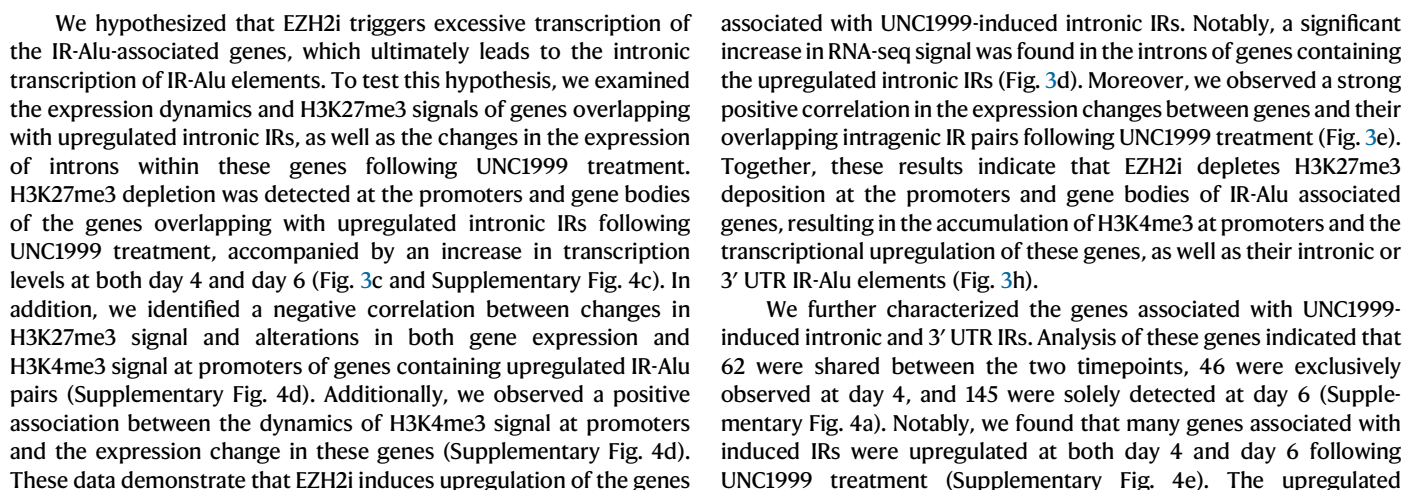 We hypothesized that EZH2i triggers excessive transcription of
the IR-Alu-associated genes, which ultimately leads to the intronic
transcription of IR-Alu elements. To test this hypothesis, we examined
the expression dynamics and H3K27me3 signals of genes overlapping
with upregulated intronic IRs, as well as the changes in the expression
of introns within these genes following UNC1999 treatment.
H3K27me3 depletion was detected at the promoters and gene bodies
of the genes overlapping with upregulated intronic IRs following
UNC1999 treatment, accompanied by an increase in transcription
levels at both day 4 and day 6 (Fig. 3c and Supplementary Fig. 4c). In
addition, we identified a negative correlation between changes in
H3K27me3 signal and alterations in both gene expression and
H3K4me3 signal at promoters of genes containing upregulated IR-Alu
pairs (Supplementary Fig. 4d). Additionally, we observed a positive
association between the dynamics of H3K4me3 signal at promoters
and the expression change in these genes (Supplementary Fig. 4d).
These data demonstrate that EZH2i induces upregulation of the genes
associated with UNC1999-induced intronic IRs. Notably, a significant
increase in RNA-seq signal was found in the introns of genes containing
the upregulated intronic IRs (Fig. 3d). Moreover, we observed a strong
positive correlation in the expression changes between genes and their
overlapping intragenic IR pairs following UNC1999 treatment (Fig. 3e).
Together, these results indicate that EZH2i depletes H3K27me3
deposition at the promoters and gene bodies of IR-Alu associated
genes, resulting in the accumulation of H3K4me3 at promoters and the
transcriptional upregulation of these genes, as well as their intronic or
3′ UTR IR-Alu elements (Fig. 3h).
We further characterized the genes associated with UNC1999-
induced intronic and 3′ UTR IRs. Analysis of these genes indicated that
62 were shared between the two timepoints, 46 were exclusively
observed at day 4, and 145 were solely detected at day 6 (Supple-
mentary Fig. 4a). Notably, we found that many genes associated with
induced IRs were upregulated at both day 4 and day 6 following
UNC1999 treatment (Supplementary Fig. 4e). The upregulated